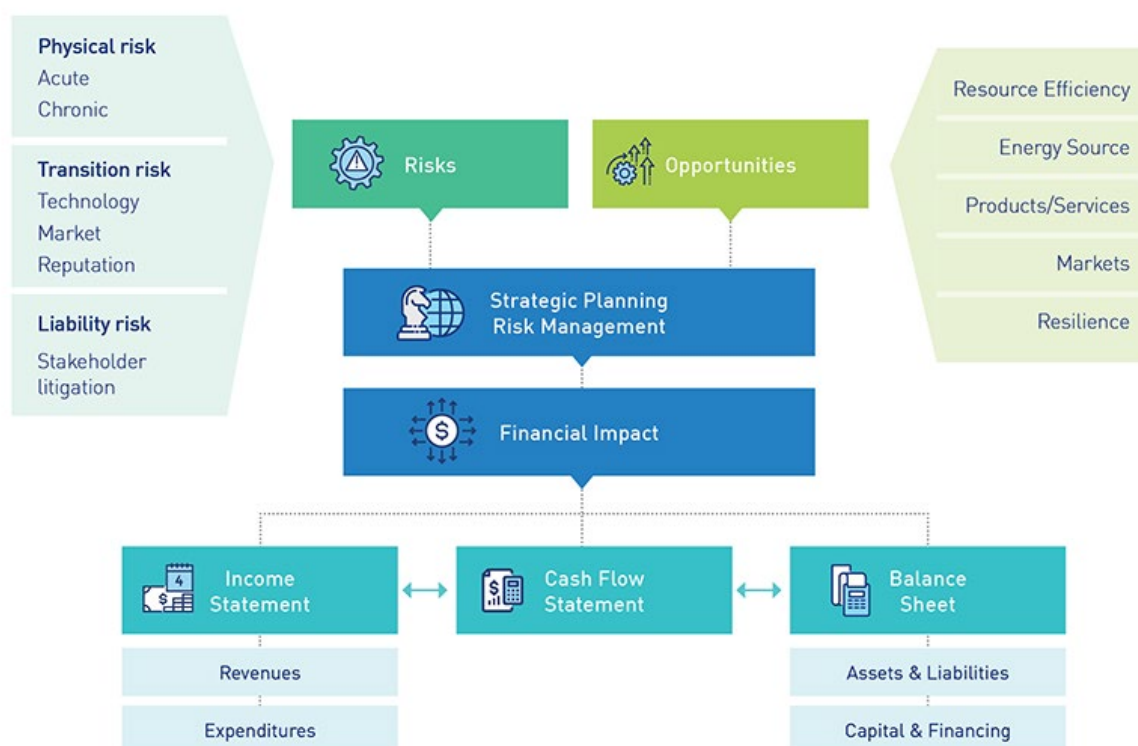 Physical risk
Acute
Chronic
Transition risk
Technology
Market
Reputation
Liability risk
Stakeholder
litigation
Risks
Opportunities
Resource Efficiency
Energy Source
Products/Services
Markets
Resilience
Strategic Planning
Risk Management
$
Financial Impact
4
$
Income
Statement
$
Cash Flow
Statement
Balance
Sheet
Revenues
Expenditures
Assets & Liabilities
Capital & Financing